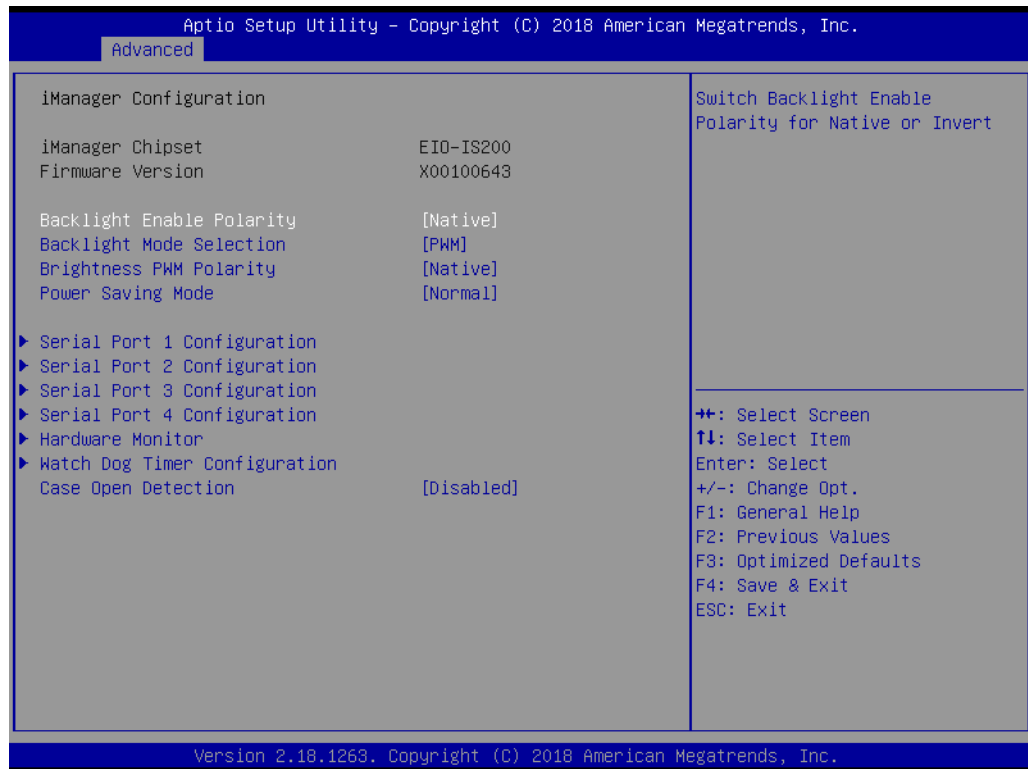 Aptio Setup Utility – Copyright (C) 2018 American Megatrends, Inc.
Advanced
iManager Configuration
iManager Chipset EIO-IS200
Firmware Version X00100643
Backlight Enable Polarity [Native]
Backlight Mode Selection [PWM]
Brightness PWM Polarity [Native]
Power Saving Mode [Normal]
▶ Serial Port 1 Configuration
▶ Serial Port 2 Configuration
▶ Serial Port 3 Configuration
▶ Serial Port 4 Configuration
▶ Hardware Monitor
▶ Watch Dog Timer Configuration
Case Open Detection [Disabled]
Switch Backlight Enable
Polarity for Native or Invert
→←: Select Screen
↑↓: Select Item
Enter: Select
+/-: Change Opt.
F1: General Help
F2: Previous Values
F3: Optimized Defaults
F4: Save & Exit
ESC: Exit
Version 2.18.1263. Copyright (C) 2018 American Megatrends, Inc.